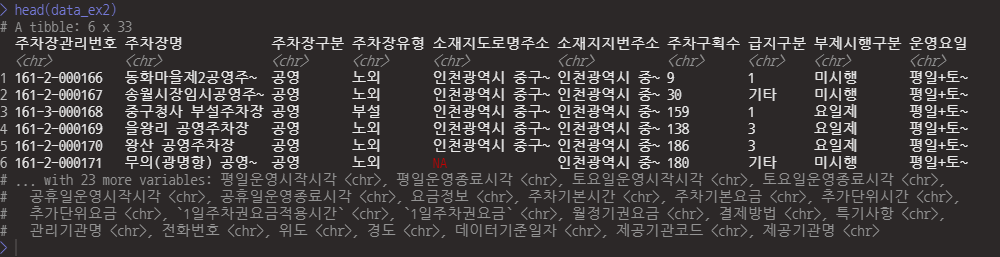 > head(data_ex2)
# A tibble: 6 x 33
주차장관리번호 주차장명 주차장구분 주차장유형 소재지도로명주소 소재지지번주소 주차구획수 급지구분 부제시행구분 운영요일
<chr> <chr> <chr> <chr> <chr> <chr> <chr> <chr> <chr> <chr>
1 161-2-000166 동화마을제2공영주~ 공영 노외 인천광역시 중구~ 인천광역시 중~ 9 1 미시행 평일+토~
2 161-2-000167 송월시장임시공영주~ 공영 노외 인천광역시 중구~ 인천광역시 중~ 30 기타 미시행 평일+토~
3 161-3-000168 중구청사 부설주차장 공영 부설 인천광역시 중구~ 인천광역시 중~ 159 1 요일제 평일+토~
4 161-2-000169 을왕리 공영주차장 공영 노외 인천광역시 중구~ 인천광역시 중~ 138 3 요일제 평일+토~
5 161-2-000170 왕산 공영주차장 공영 노외 인천광역시 중구~ 인천광역시 중~ 186 3 요일제 평일+토~
6 161-2-000171 무의(광명항) 공영~ 공영 노외 NA 인천광역시 중~ 180 기타 미시행 평일+토~
# ... with 23 more variables: 평일운영시작시각 <chr>, 평일운영종료시각 <chr>, 토요일운영시작시각 <chr>, 토요일운영종료시각 <chr>,
# 공휴일운영시작시각 <chr>, 공휴일운영종료시각 <chr>, 요금정보 <chr>, 주차기본시간 <chr>, 주차기본요금 <chr>, 추가단위시간 <chr>,
# 추가단위요금 <chr>, `1일주차권요금적용시간` <chr>, `1일주차권요금` <chr>, 월정기권요금 <chr>, 결제방법 <chr>, 특기사항 <chr>,
# 관리기관명 <chr>, 전화번호 <chr>, 위도 <chr>, 경도 <chr>, 데이터기준일자 <chr>, 제공기관코드 <chr>, 제공기관명 <chr>
>